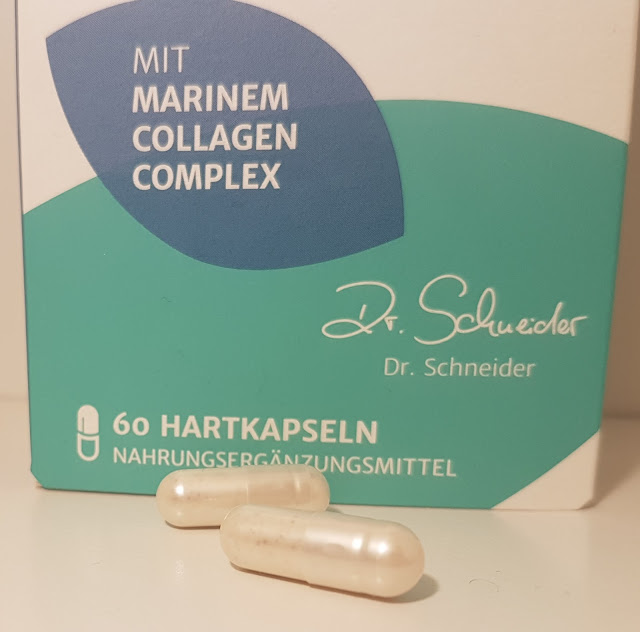 MIT
MARINEM
COLLAGEN
COMPLEX
Dr. Schneider
Dr. Schneider
60 HARTKAPSELN
NAHRUNGSERGÄNZUNGSMITTEL